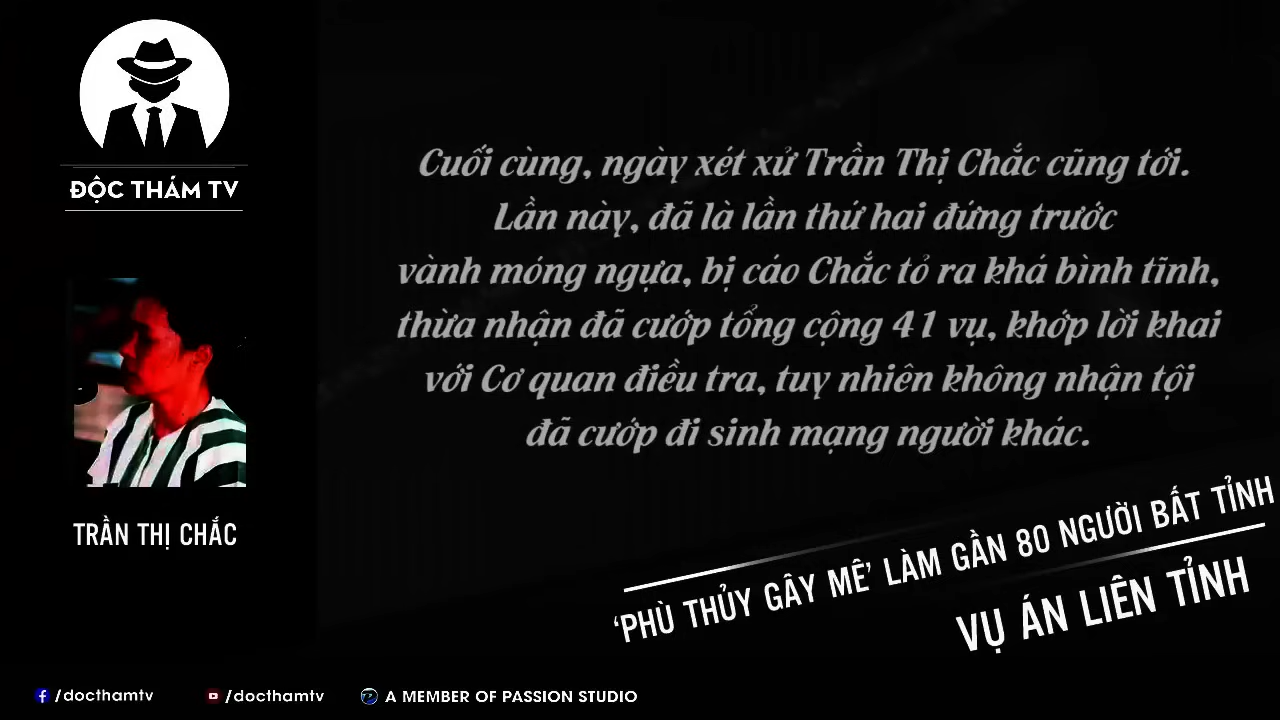 ĐỘC THÁM TV
Cuối cùng, ngày xét xử Trần Thị Chắc cũng tới.
Lần này, đã là lần thứ hai đứng trước
vành móng ngựa, bị cáo Chắc tỏ ra khá bình tĩnh,
thừa nhận đã cướp tổng cộng 41 vụ, khớp lời khai
với Cơ quan điều tra, tuy nhiên không nhận tội
đã cướp đi sinh mạng người khác.
TRẦN THỊ CHẮC
‘PHÙ THỦY GÂY MÊ’ LÀM GẦN 80 NGƯỜI BẤT TỈNH
VỤ ÁN LIÊN TỈNH
/docthamtv
/docthamtv
A MEMBER OF PASSION STUDIO